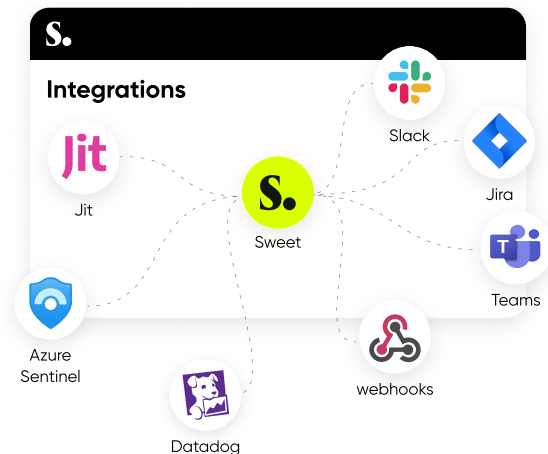 S.
Integrations
Slack
Jit
Jit
Jira
S.
Sweet
T
Teams
Azure
Sentinel
webhooks
Datadog